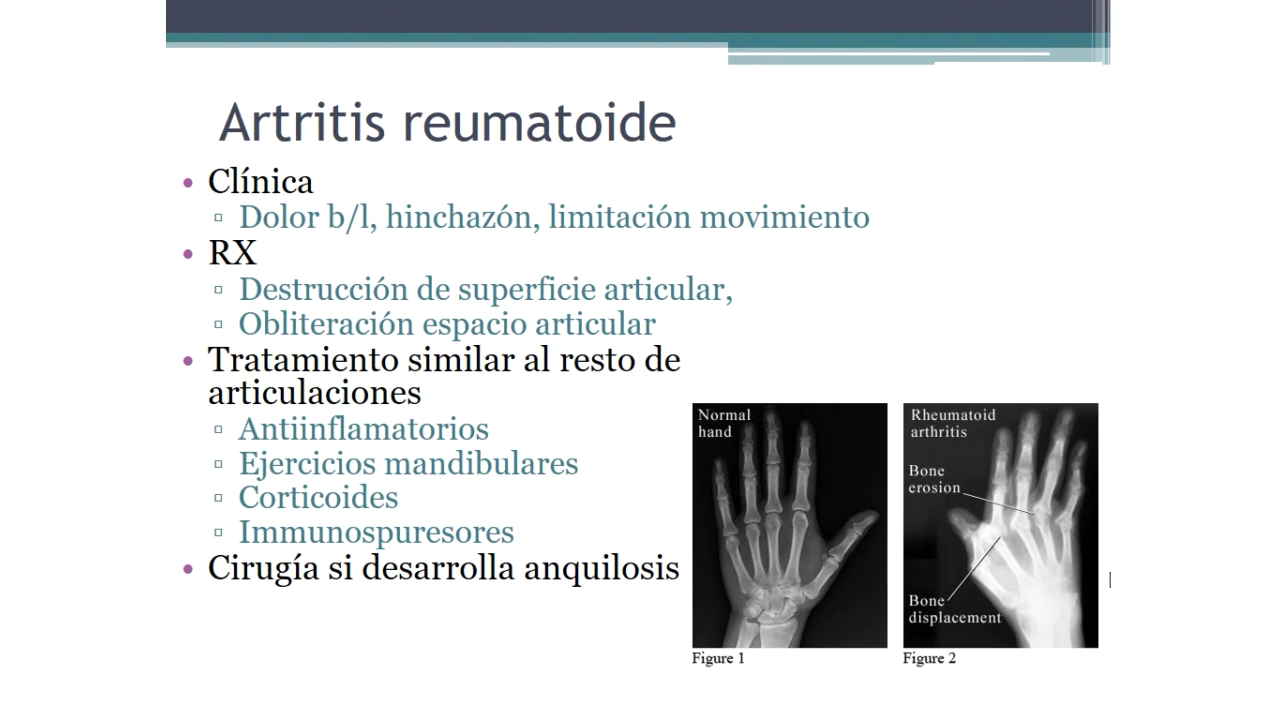 Artritis reumatoide
• Clínica
▫ Dolor b/l, hinchazón, limitación movimiento
• RX
▫ Destrucción de superficie articular,
▫ Obliteración espacio articular
• Tratamiento similar al resto de
articulaciones
▫ Antiinflamatorios
▫ Ejercicios mandibulares
▫ Corticoides
▫ Immunospuresores
• Cirugía si desarrolla anquilosis
Normal
hand
Figure 1
Rheumatoid
arthritis
Bone
erosion
Bone
displacement
Figure 2